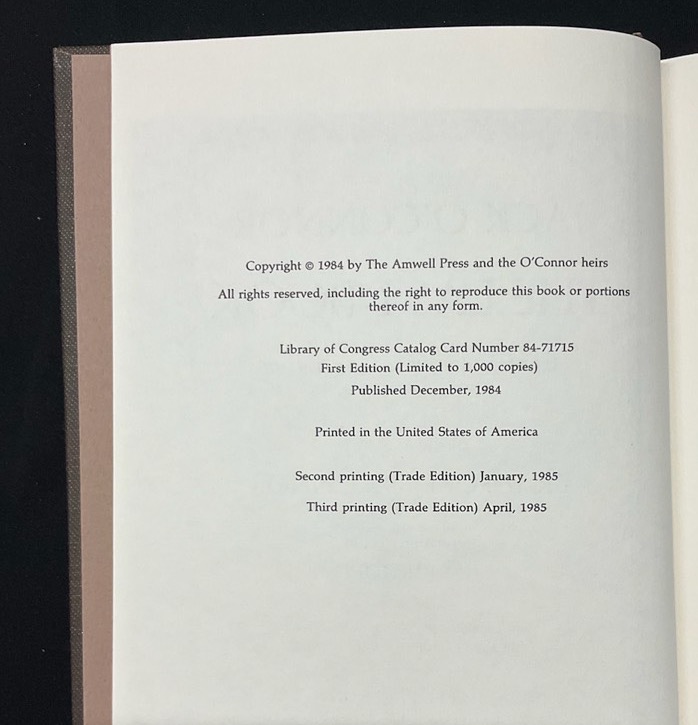 Copyright © 1984 by The Amwell Press and the O'Connor heirs
All rights reserved, including the right to reproduce this book or portions
thereof in any form.
Library of Congress Catalog Card Number 84-71715
First Edition (Limited to 1,000 copies)
Published December, 1984
Printed in the United States of America
Second printing (Trade Edition) January, 1985
Third printing (Trade Edition) April, 1985